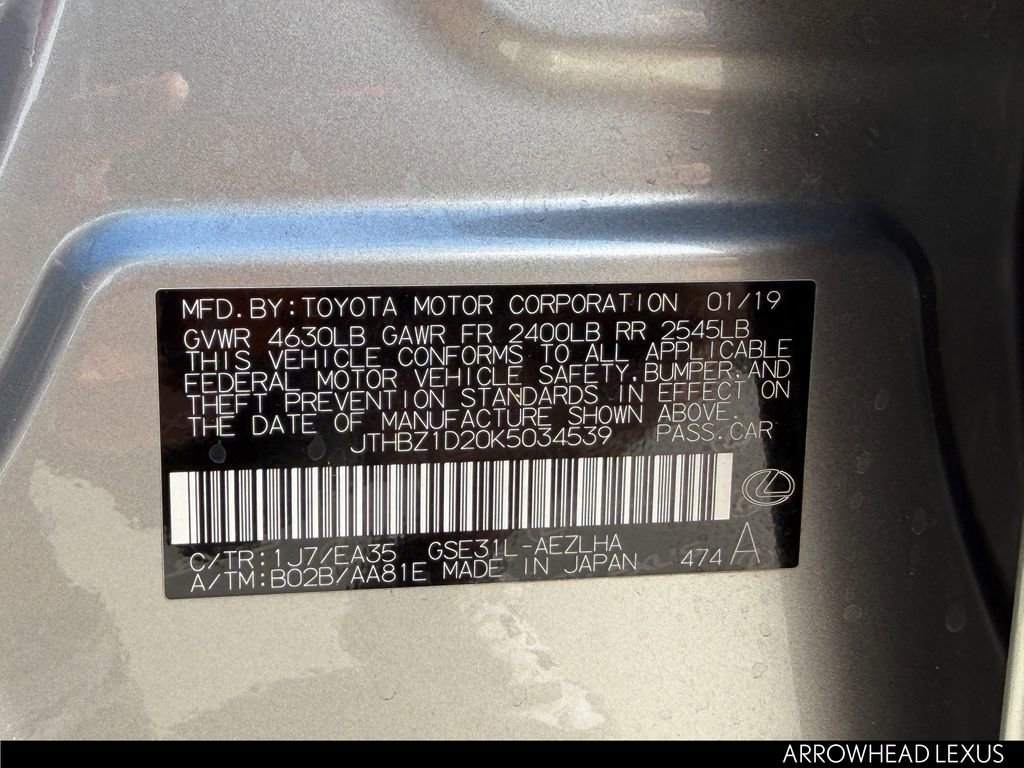 MFD.BY:TOYOTA MOTOR CORPORATION 01/19
GVWR 4630LB GAWR FR 2400LB RR 2545LB
THIS VEHICLE CONFORMS TO ALL APPLICABLE
FEDERAL MOTOR VEHICLE SAFETY,BUMPER,AND
THEFT PREVENTION STANDARDS IN EFFECT ON
THE DATE OF MANUFACTURE SHOWN ABOVE.
JTHBZ1D20K5034539 PASS.CAR
C/TR:1J7/EA35 GSE31L-AEZLHA
A/TM:B02B/AA81E MADE IN JAPAN 474 A
ARROWHEAD LEXUS